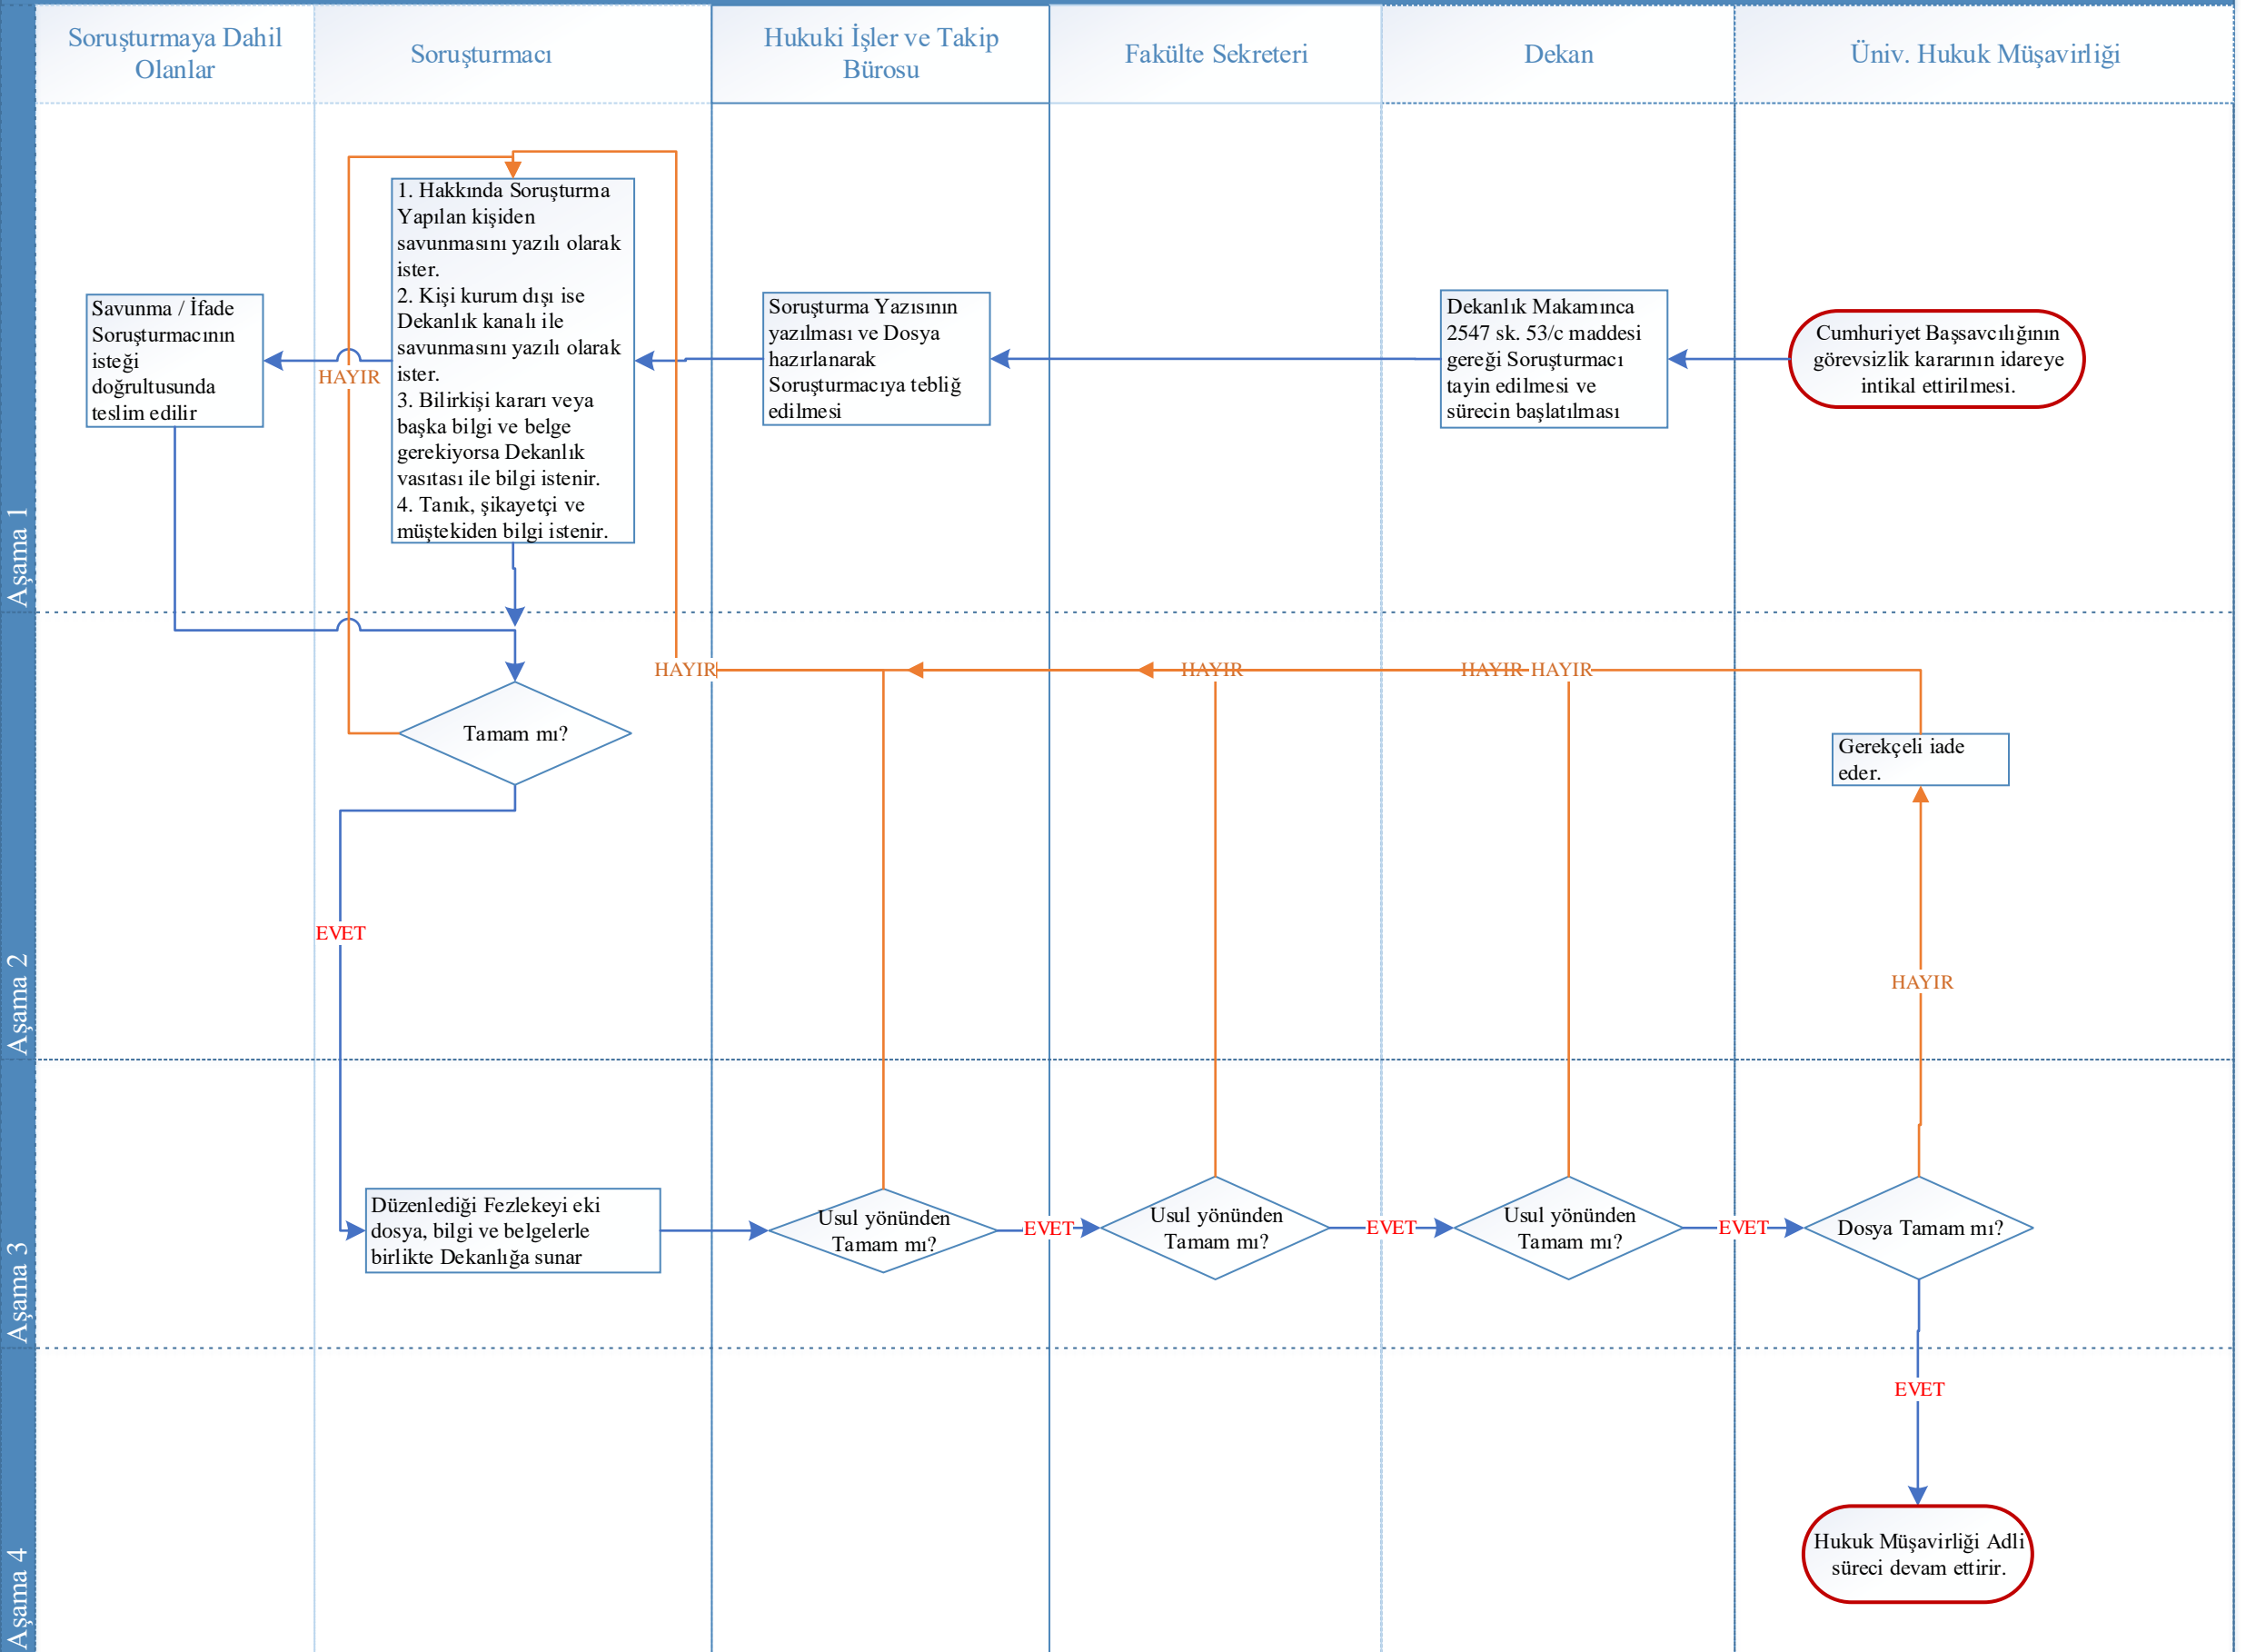 Soruşturmaya Dahil
Olanlar
Soruşturmacı
Hukuki İşler ve Takip
Bürosu
Fakülte Sekreteri
Dekan
Üniv. Hukuk Müşavirliği
Aşama 1
Savunma / İfade
Soruşturmacının
isteği
doğrultusunda
teslim edilir
HAYIR
1. Hakkında Soruşturma
Yapılan kişiden
savunmasını yazılı olarak
ister.
2. Kişi kurum dışı ise
Dekanlık kanalı ile
savunmasını yazılı olarak
ister.
3. Bilirkişi kararı veya
başka bilgi ve belge
gerekiyorsa Dekanlık
vasıtası ile bilgi istenir.
4. Tanık, şikayetçi ve
müştekiden bilgi istenir.
Soruşturma Yazısının
yazılması ve Dosya
hazırlanarak
Soruşturmacıya tebliğ
edilmesi
Dekanlık Makamınca
2547 sk. 53/c maddesi
gereği Soruşturmacı
tayin edilmesi ve
sürecin başlatılması
Cumhuriyet Başsavcılığının
görevsizlik kararının idareye
intikal ettirilmesi.
Aşama 2
HAYIR
HAYIR
HAYIR
HAYIR
Tamam mı?
Gerekçeli iade
eder.
EVET
HAYIR
Aşama 3
Düzenlediği Fezlekeyi eki
dosya, bilgi ve belgelerle
birlikte Dekanlığa sunar
Usul yönünden
Tamam mı?
EVET
Usul yönünden
Tamam mı?
EVET
Usul yönünden
Tamam mı?
EVET
Dosya Tamam mı?
Aşama 4
EVET
Hukuk Müşavirliği Adli
süreci devam ettirir.